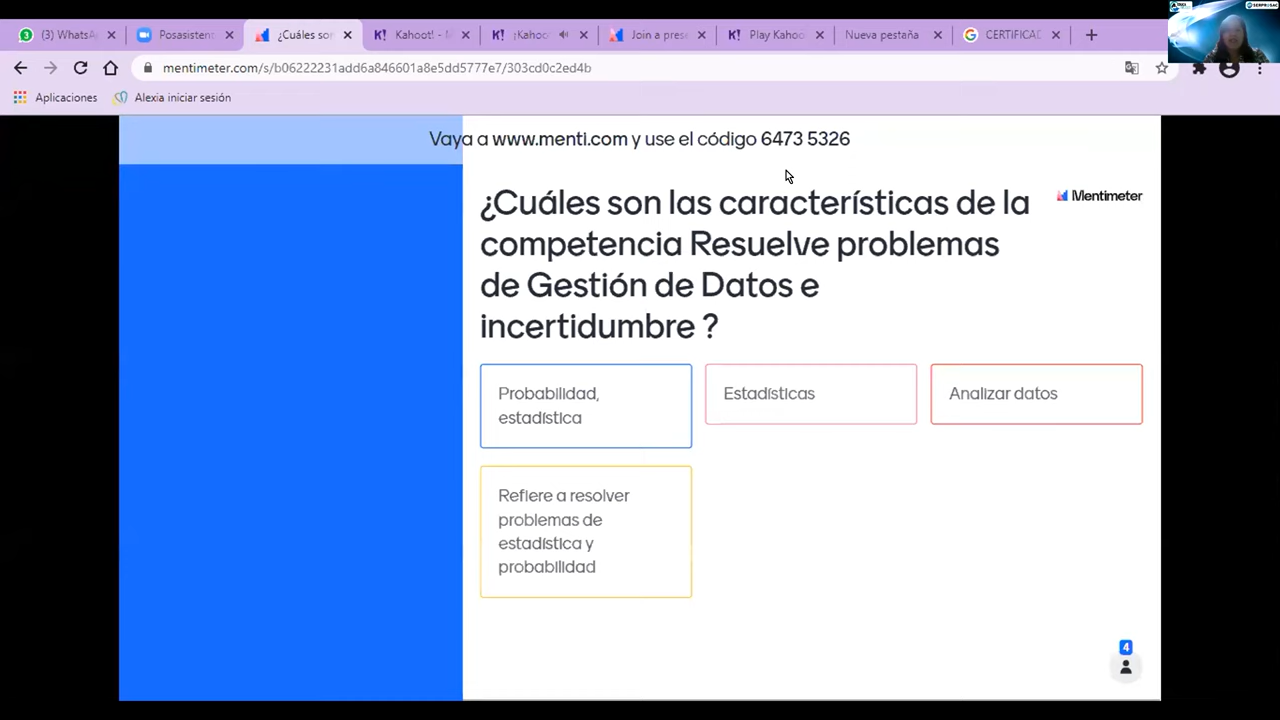 (3) WhatsA
Posasistent
¿Cuáles son
Kahoot! - M
¡Kahoo
Join a prese
Play Kahoo
Nueva pestaña
CERTIFICAD
mentimeter.com/s/b06222231add6a846601a8e5dd5777e7/303cd0c2ed4b
Aplicaciones
Alexia iniciar sesión
Vaya a www.menti.com y use el código 6473 5326
¿Cuáles son las características de la
competencia Resuelve problemas
de Gestión de Datos e
incertidumbre ?
Mentimeter
Probabilidad,
estadística
Estadísticas
Analizar datos
Refiere a resolver
problemas de
estadística y
probabilidad
4